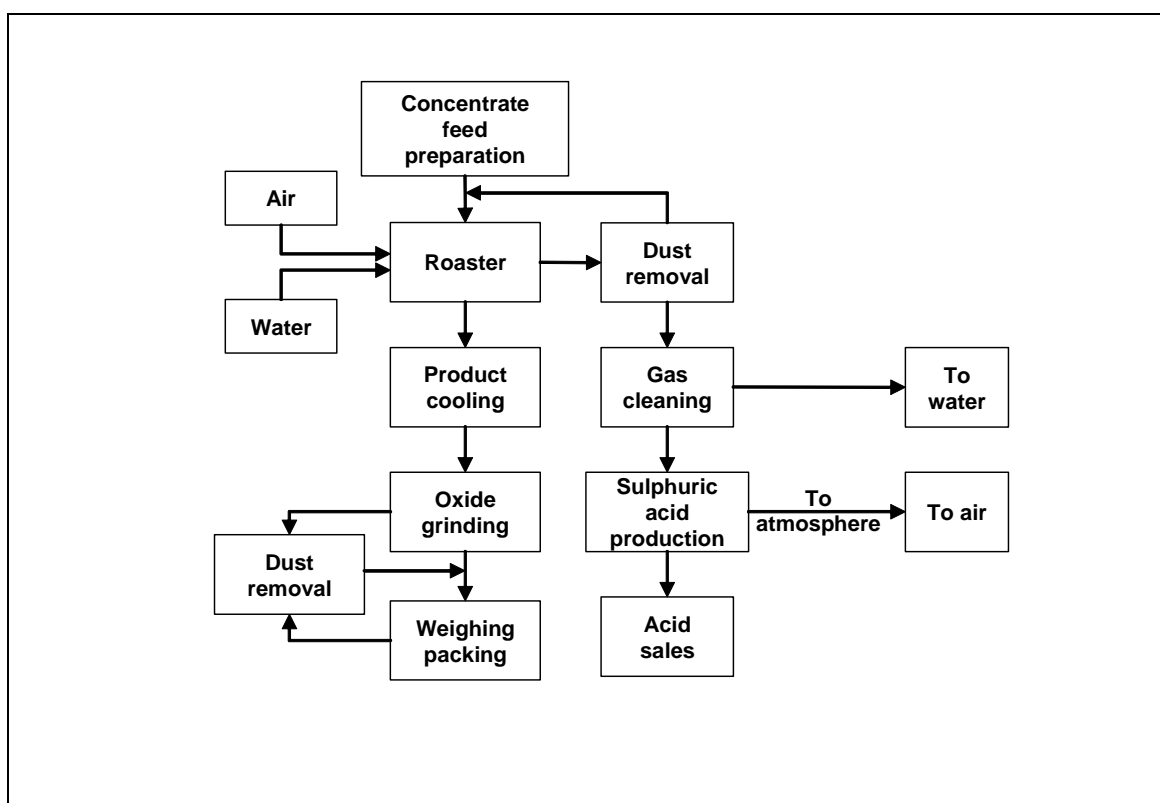 Concentrate
feed
preparation
Air
Roaster
Dust
removal
Water
Product
cooling
Gas
cleaning
To
water
Oxide
grinding
Sulphuric
acid
production
To
atmosphere
To air
Dust
removal
Weighing
packing
Acid
sales